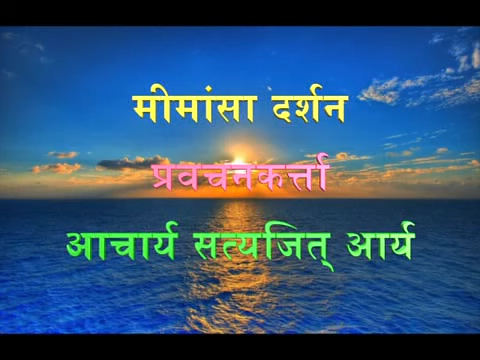 मीमांसा दर्शन
प्रवचनकर्त्ता
आचार्य सत्यजित् आर्य